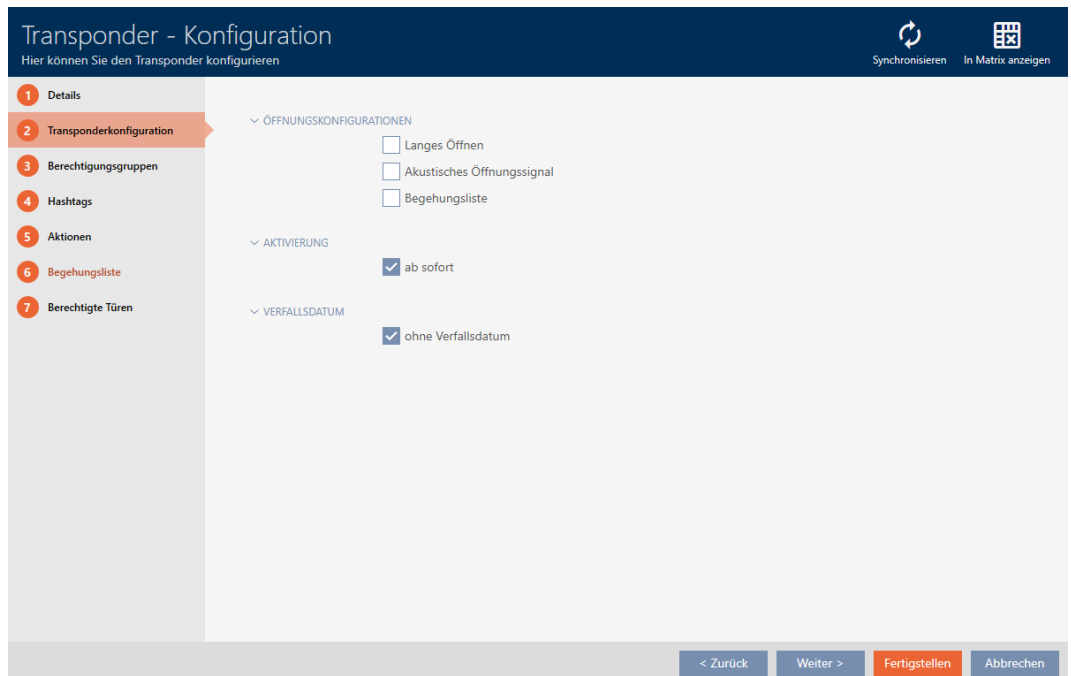 Transponder - Konfiguration
Hier können Sie den Transponder konfigurieren
Synchronisieren
In Matrix anzeigen
1 Details
2 Transponderkonfiguration
3 Berechtigungsgruppen
4 Hashtags
5 Aktionen
6 Begehungsliste
7 Berechtigte Türen
ÖFFNUNGSKONFIGURATIONEN
Langes Öffnen
Akustisches Öffnungssignal
Begehungsliste
AKTIVIERUNG
ab sofort
VERFALLSDATUM
ohne Verfallsdatum
< Zurück
Weiter >
Fertigstellen
Abbrechen